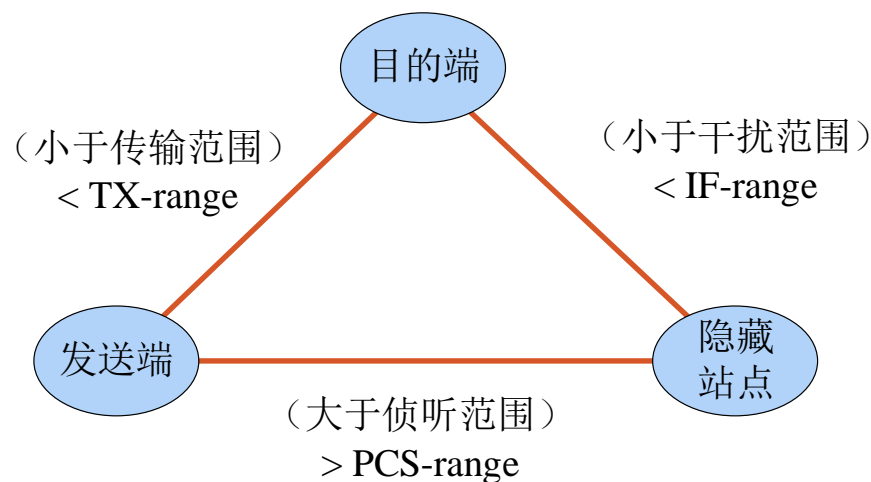 目的端
（小于传输范围）
< TX-range
（小于干扰范围）
< IF-range
发送端
隐藏
站点
（大于侦听范围）
> PCS-range